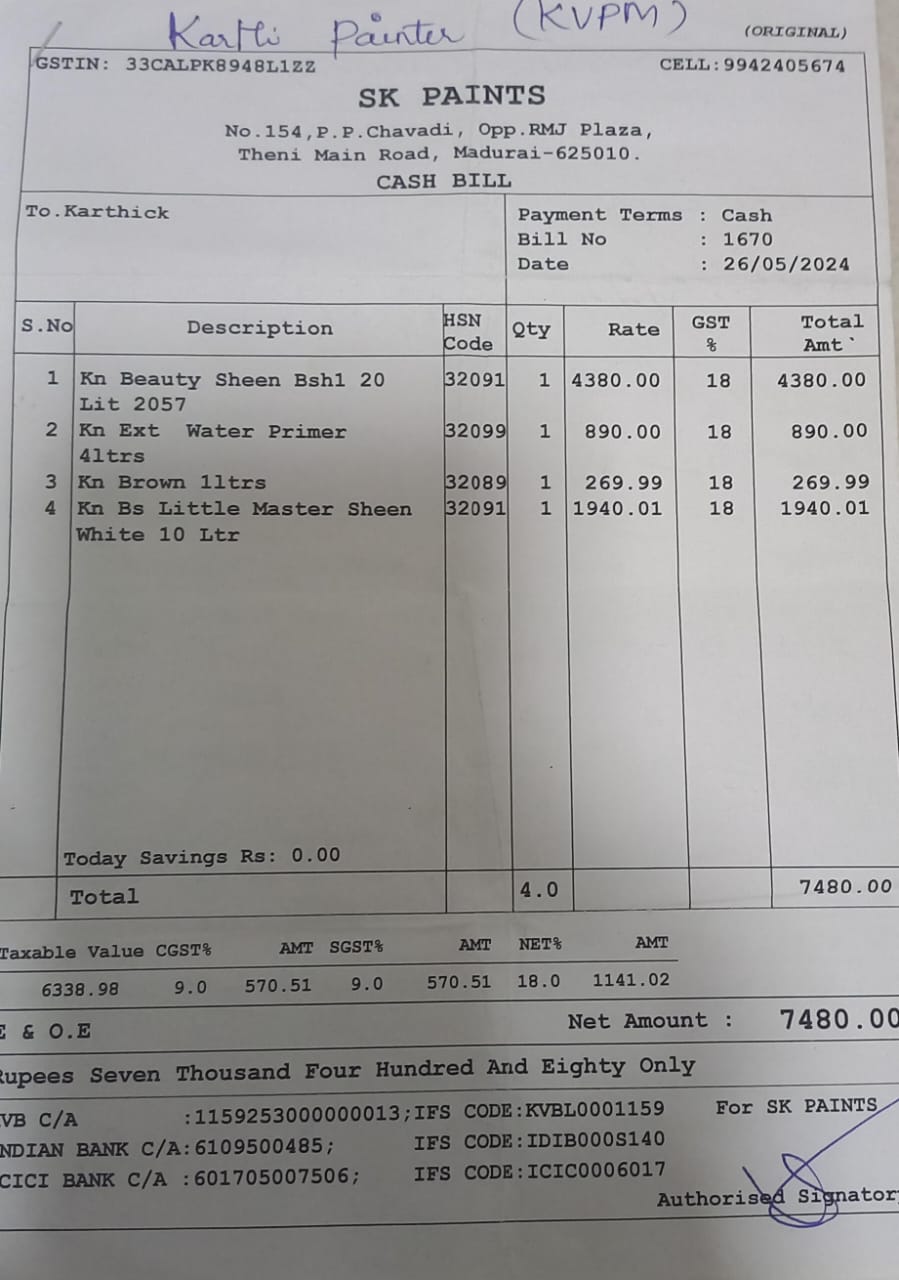 Karthi Painter (KVPM)
(ORIGINAL)
GSTIN: 33CALPK8948L1ZZ CELL:9942405674
SK PAINTS
No.154,P.P.Chavadi, Opp.RMJ Plaza,
Theni Main Road, Madurai-625010.
CASH BILL
To.Karthick
Payment Terms : Cash
Bill No : 1670
Date : 26/05/2024
S.No Description HSN Code Qty Rate GST % Total Amt`
1 Kn Beauty Sheen Bsh1 20 32091 1 4380.00 18 4380.00
Lit 2057
2 Kn Ext Water Primer 32099 1 890.00 18 890.00
4ltrs
3 Kn Brown 1ltrs 32089 1 269.99 18 269.99
4 Kn Bs Little Master Sheen 32091 1 1940.01 18 1940.01
White 10 Ltr
Today Savings Rs: 0.00
Total 4.0 7480.00
Taxable Value CGST% AMT SGST% AMT NET% AMT
6338.98 9.0 570.51 9.0 570.51 18.0 1141.02
E & O.E Net Amount : 7480.00
Rupees Seven Thousand Four Hundred And Eighty Only
VB C/A :1159253000000013;IFS CODE:KVBL0001159 For SK PAINTS
NDIAN BANK C/A:6109500485; IFS CODE:IDIB000S140
CICI BANK C/A :601705007506; IFS CODE:ICIC0006017
Authorised Signatory